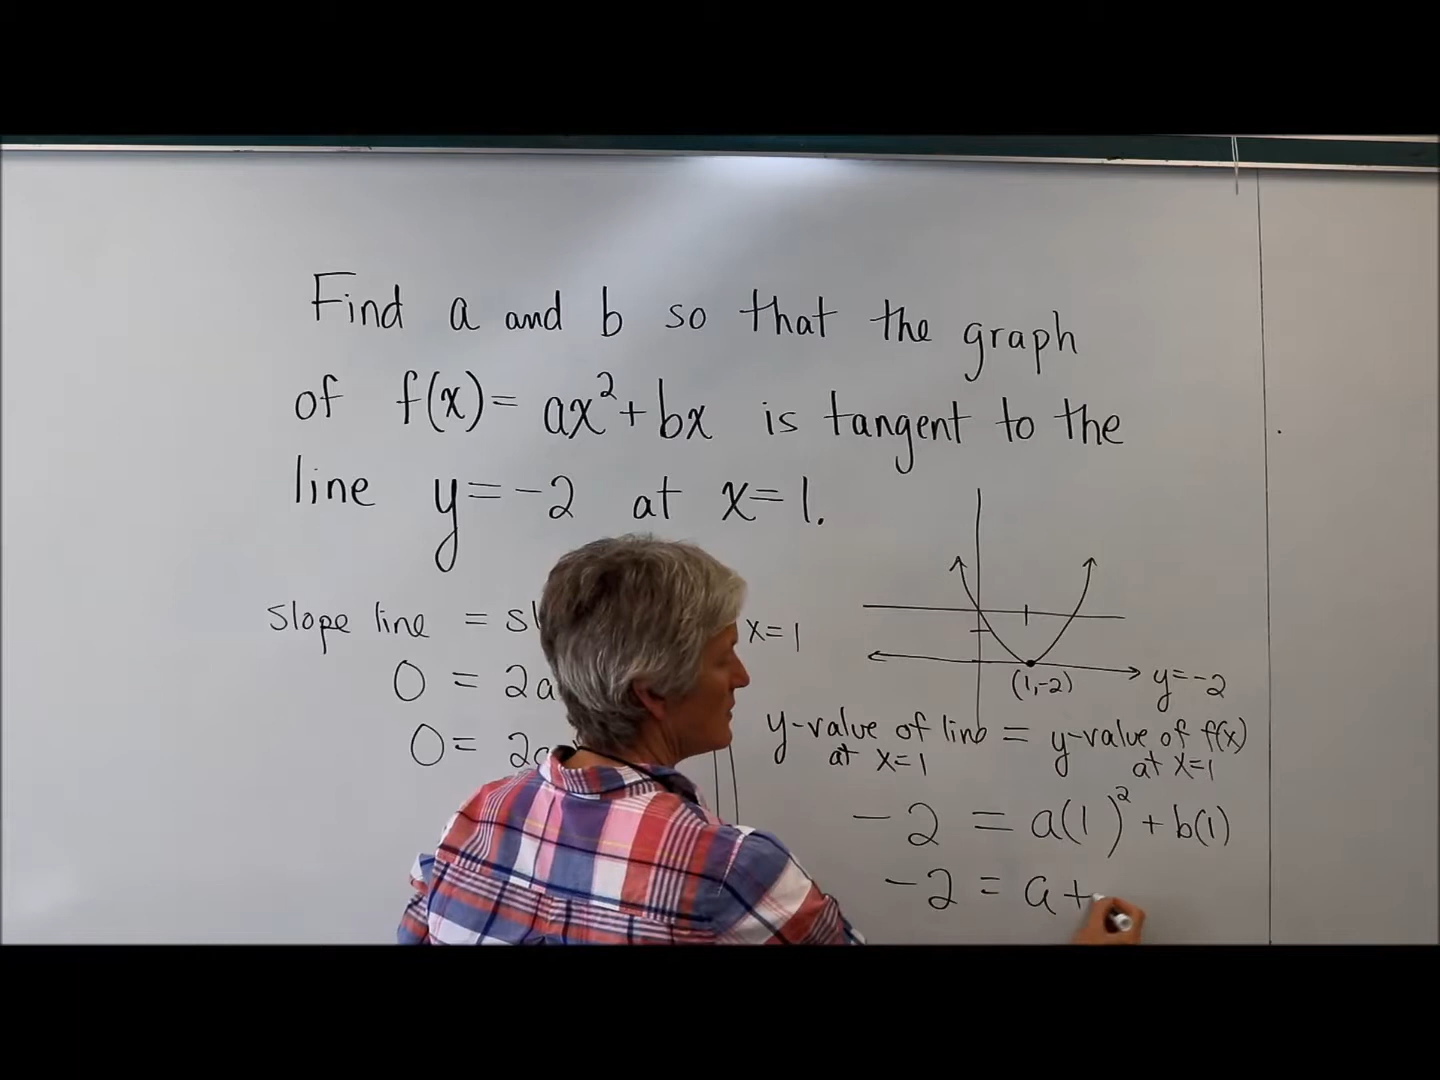 Find a and b so that the graph
of f(x)= ax²+bx is tangent to the
line y=-2 at x=1.
slope line = x=1
0 = 2a
0= 2a
(1,-2) y=-2
y-value of line = y-value of f(x)
at x=1 at x=1
-2 = a(1)²+b(1)
-2 = a+